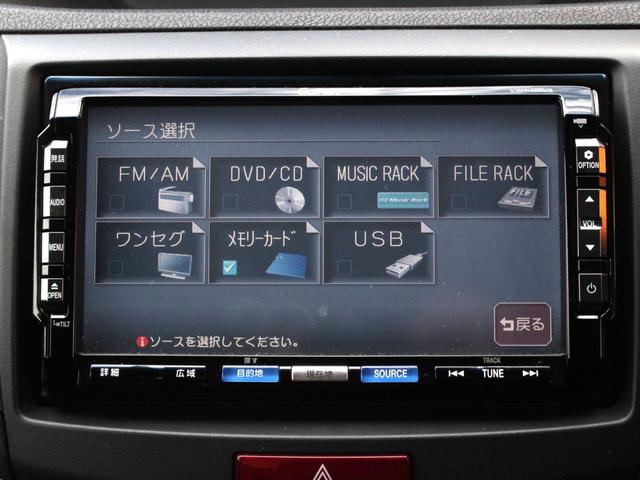 ソース選択
FM/AM
DVD/CD
MUSIC RACK
Music Rack
FILE RACK
FILE
ワンセグ
ﾒﾓﾘｰｶｰﾄﾞ
USB
ソースを選択してください。
戻る
発話
AUDIO
MENU
OPEN
TILT
OPTION
VOL
詳細
広域
探す
目的地
現在地
SOURCE
TRACK
TUNE